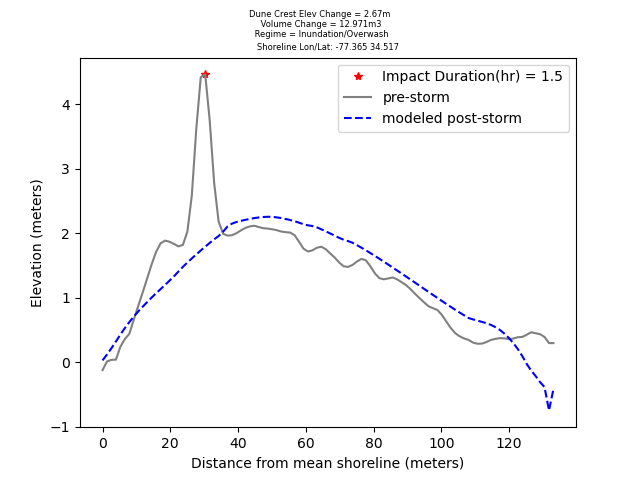 Dune Crest Elev Change = 2.67m
Volume Change = 12.971m3
Regime = Inundation/Overwash
Shoreline Lon/Lat: -77.365 34.517
Impact Duration(hr) = 1.5
pre-storm
modeled post-storm
4
3
2
1
0
−1
Elevation (meters)
0 20 40 60 80 100 120
Distance from mean shoreline (meters)